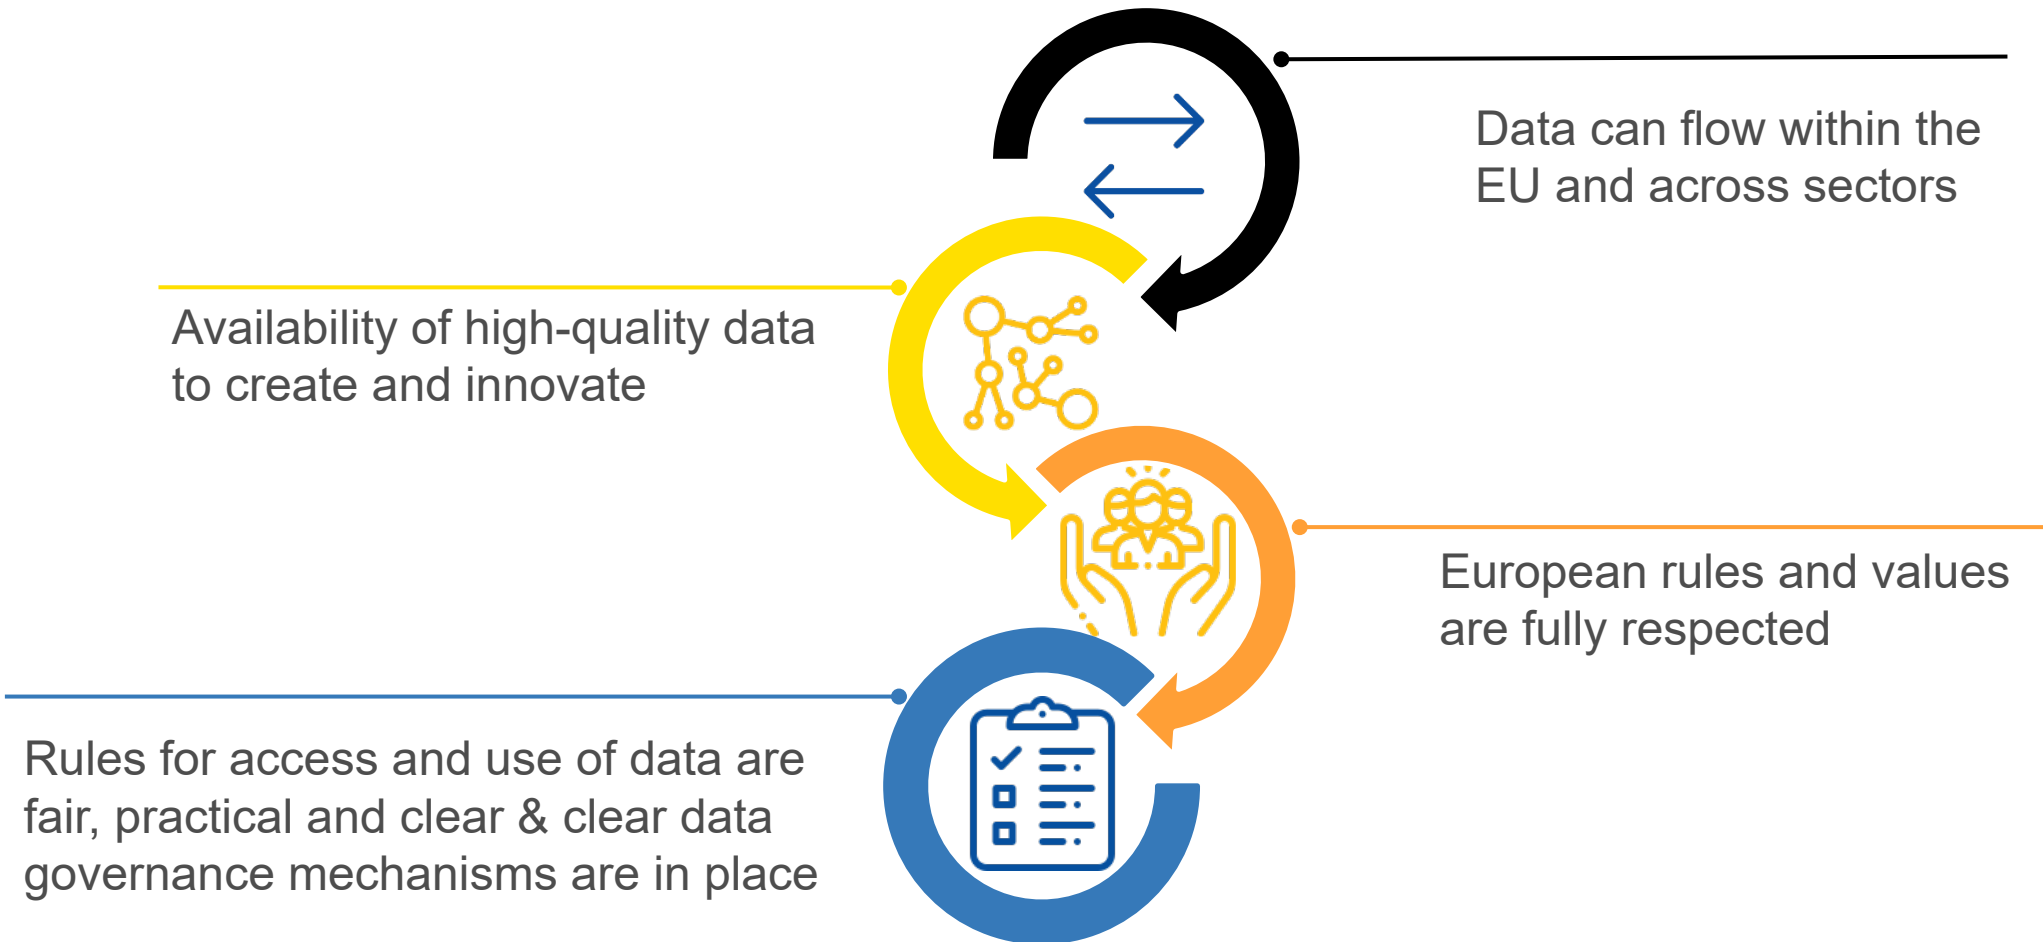 Data can flow within the
EU and across sectors
Availability of high-quality data
to create and innovate
European rules and values
are fully respected
Rules for access and use of data are
fair, practical and clear & clear data
governance mechanisms are in place